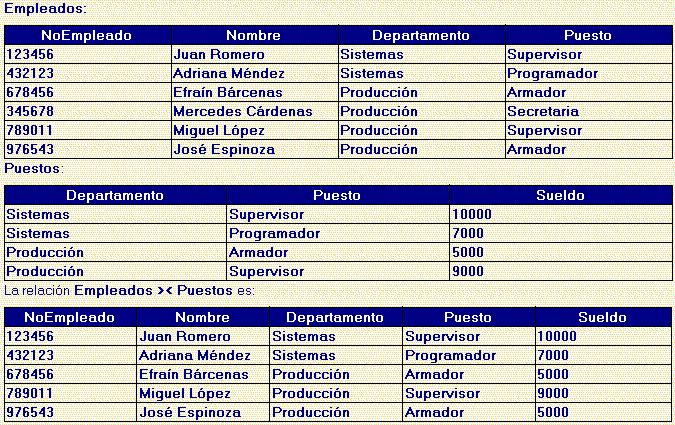 Empleados:
NoEmpleado Nombre Departamento Puesto
123456 Juan Romero Sistemas Supervisor
432123 Adriana Méndez Sistemas Programador
678456 Efraín Bárcenas Producción Armador
345678 Mercedes Cárdenas Producción Secretaria
789011 Miguel López Producción Supervisor
976543 José Espinoza Producción Armador
Puestos:
Departamento Puesto Sueldo
Sistemas Supervisor 10000
Sistemas Programador 7000
Producción Armador 5000
Producción Supervisor 9000
La relación Empleados >< Puestos es:
NoEmpleado Nombre Departamento Puesto Sueldo
123456 Juan Romero Sistemas Supervisor 10000
432123 Adriana Méndez Sistemas Programador 7000
678456 Efraín Bárcenas Producción Armador 5000
789011 Miguel López Producción Supervisor 9000
976543 José Espinoza Producción Armador 5000